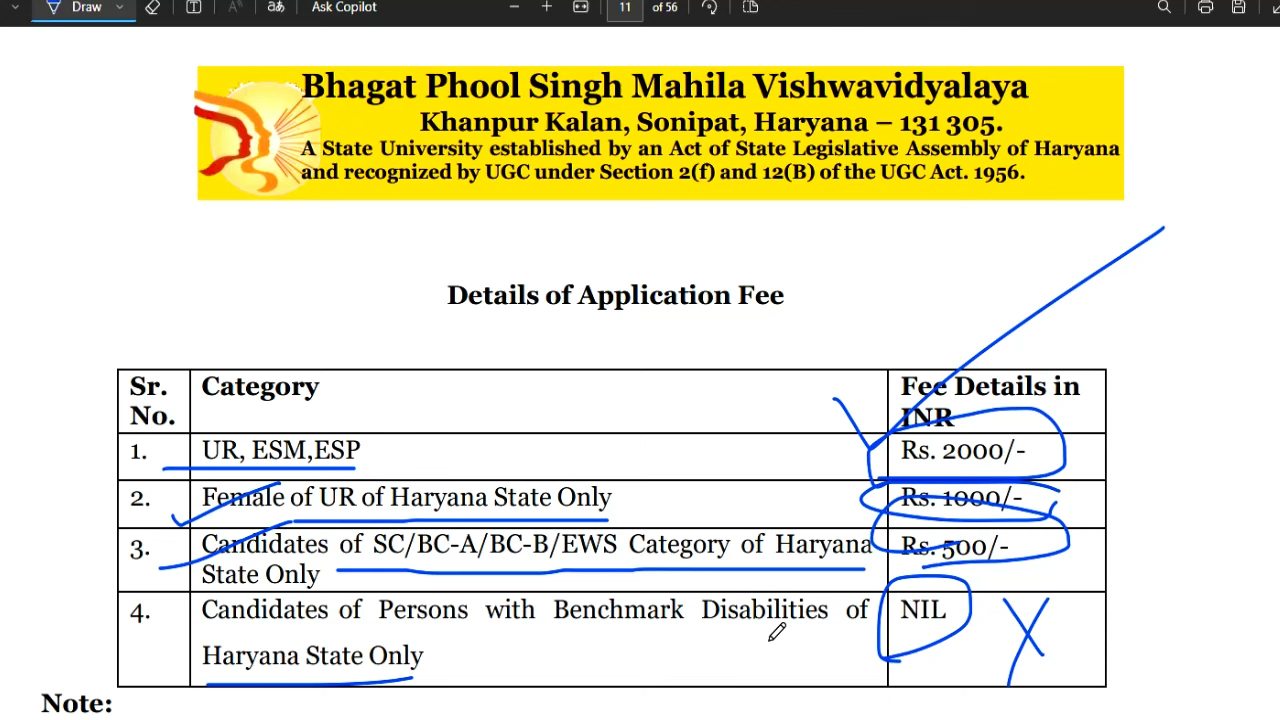 Draw
Ask Copilot
11 of 56
Bhagat Phool Singh Mahila Vishwavidyalaya
Khanpur Kalan, Sonipat, Haryana – 131 305.
A State University established by an Act of State Legislative Assembly of Haryana
and recognized by UGC under Section 2(f) and 12(B) of the UGC Act. 1956.
Details of Application Fee
Sr. No. Category Fee Details in INR
1. UR, ESM,ESP Rs. 2000/-
2. Female of UR of Haryana State Only Rs. 1000/-
3. Candidates of SC/BC-A/BC-B/EWS Category of Haryana Rs. 500/-
State Only
4. Candidates of Persons with Benchmark Disabilities of NIL
Haryana State Only
Note: